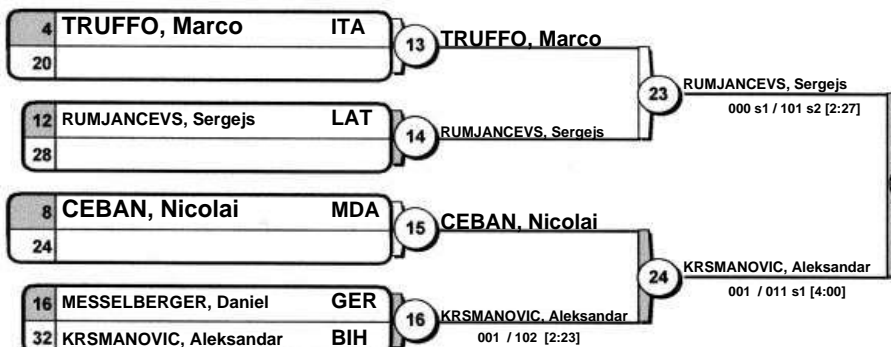 4 TRUFFO, Marco ITA
20
13 TRUFFO, Marco
12 RUMJANCEVS, Sergejs LAT
28
14 RUMJANCEVS, Sergejs
23 RUMJANCEVS, Sergejs
000 s1 / 101 s2 [2:27]
8 CEBAN, Nicolai MDA
24
15 CEBAN, Nicolai
16 MESSELBERGER, Daniel GER
32 KRSMANOVIC, Aleksandar BIH
16 KRSMANOVIC, Aleksandar
001 / 102 [2:23]
24 KRSMANOVIC, Aleksandar
001 / 011 s1 [4:00]